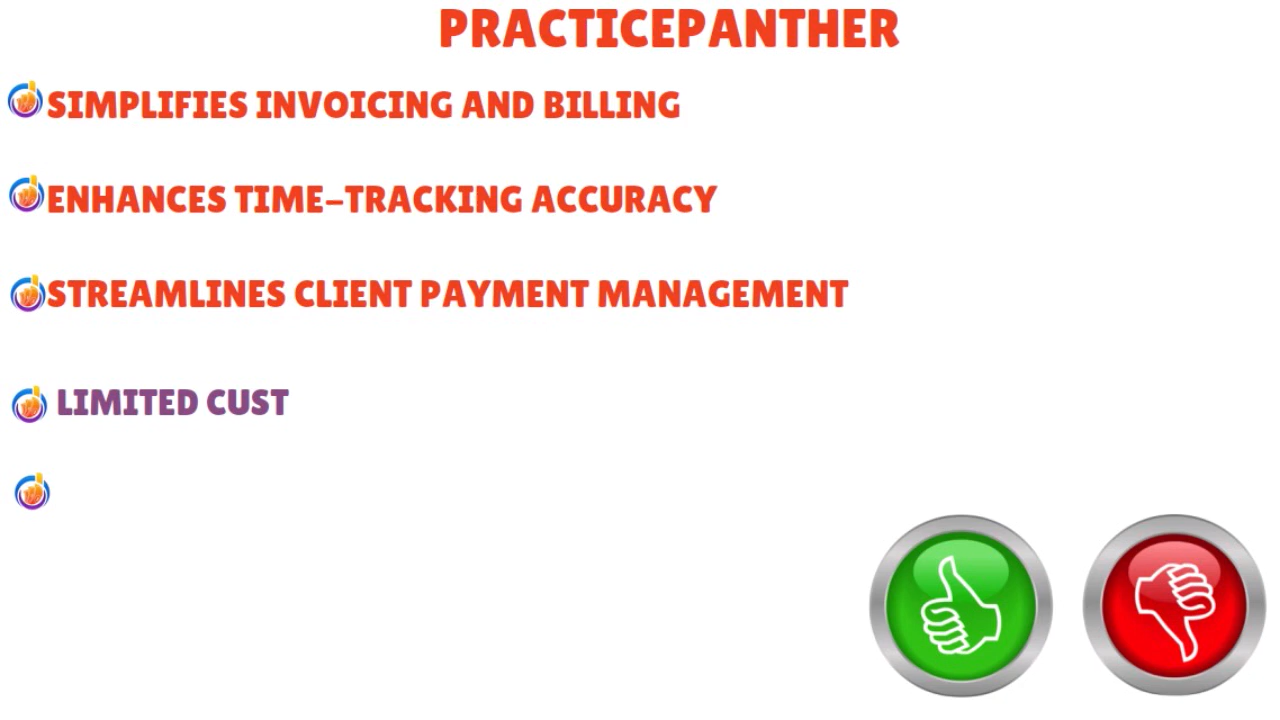 PRACTICEPANTHER
SIMPLIFIES INVOICING AND BILLING
ENHANCES TIME-TRACKING ACCURACY
STREAMLINES CLIENT PAYMENT MANAGEMENT
LIMITED CUST